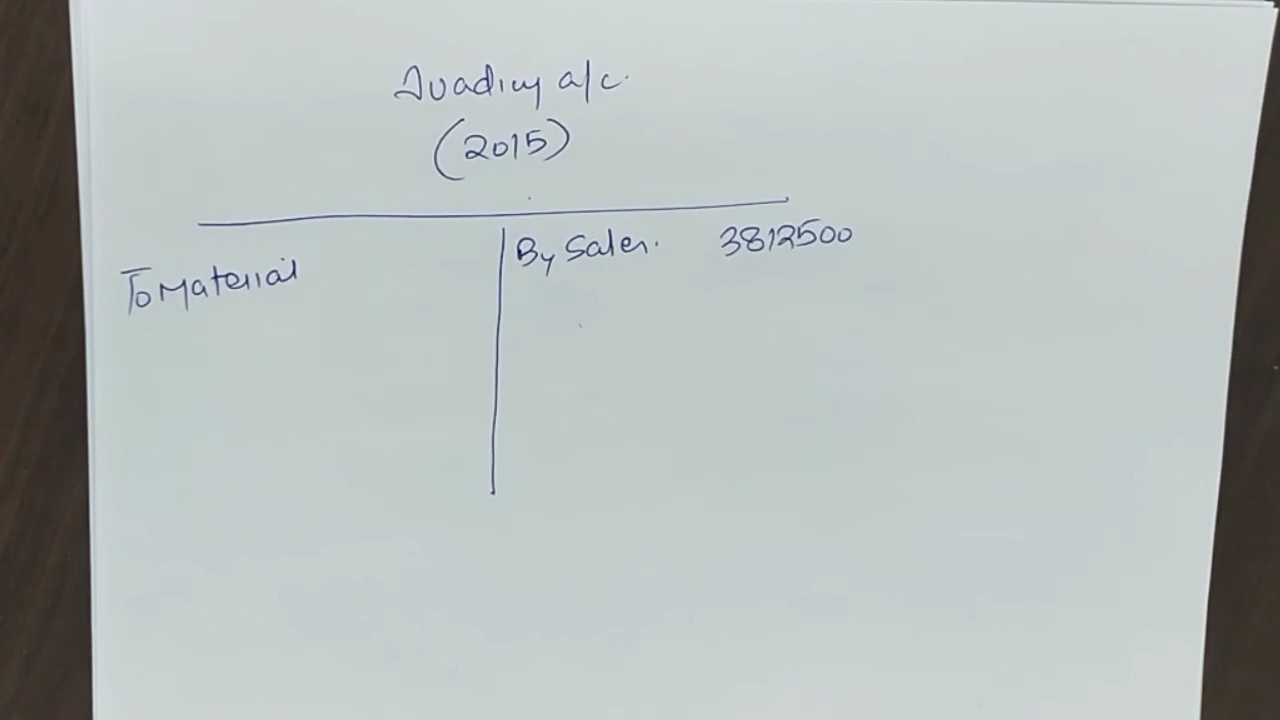 Trading a/c.
(2015)
To Material
By Sales. 3812500